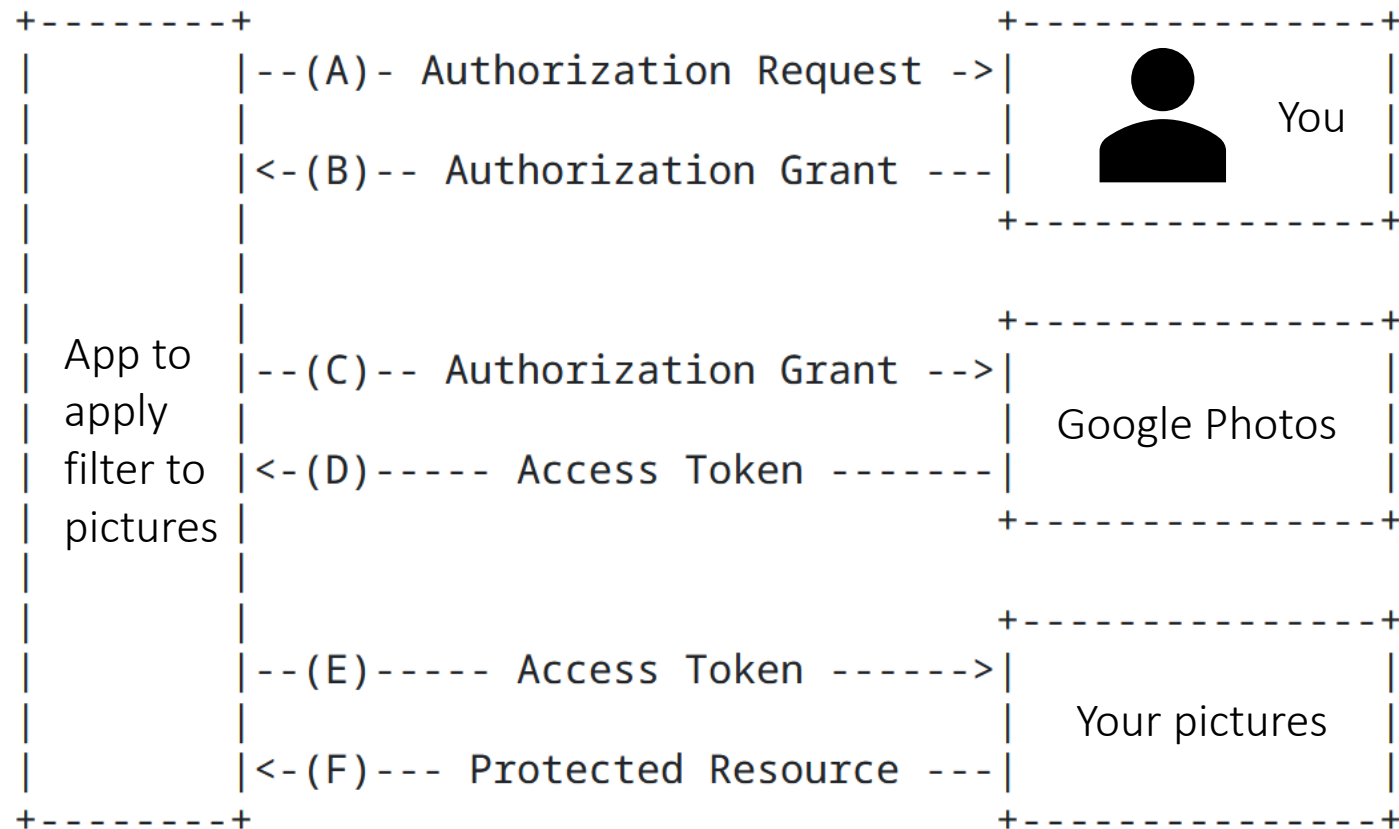 +--------+                               +---------------+
|        |--(A)- Authorization Request ->|               |
|        |                               |           You |
|        |<-(B)-- Authorization Grant ---|               |
|        |                               +---------------+
|        |
|        |                               +---------------+
| App to |--(C)-- Authorization Grant -->|               |
| apply  |                               | Google Photos |
| filter to |<-(D)----- Access Token -------|               |
| pictures |                               +---------------+
|        |
|        |                               +---------------+
|        |--(E)----- Access Token ------>|               |
|        |                               | Your pictures |
|        |<-(F)--- Protected Resource ---|               |
+--------+                               +---------------+